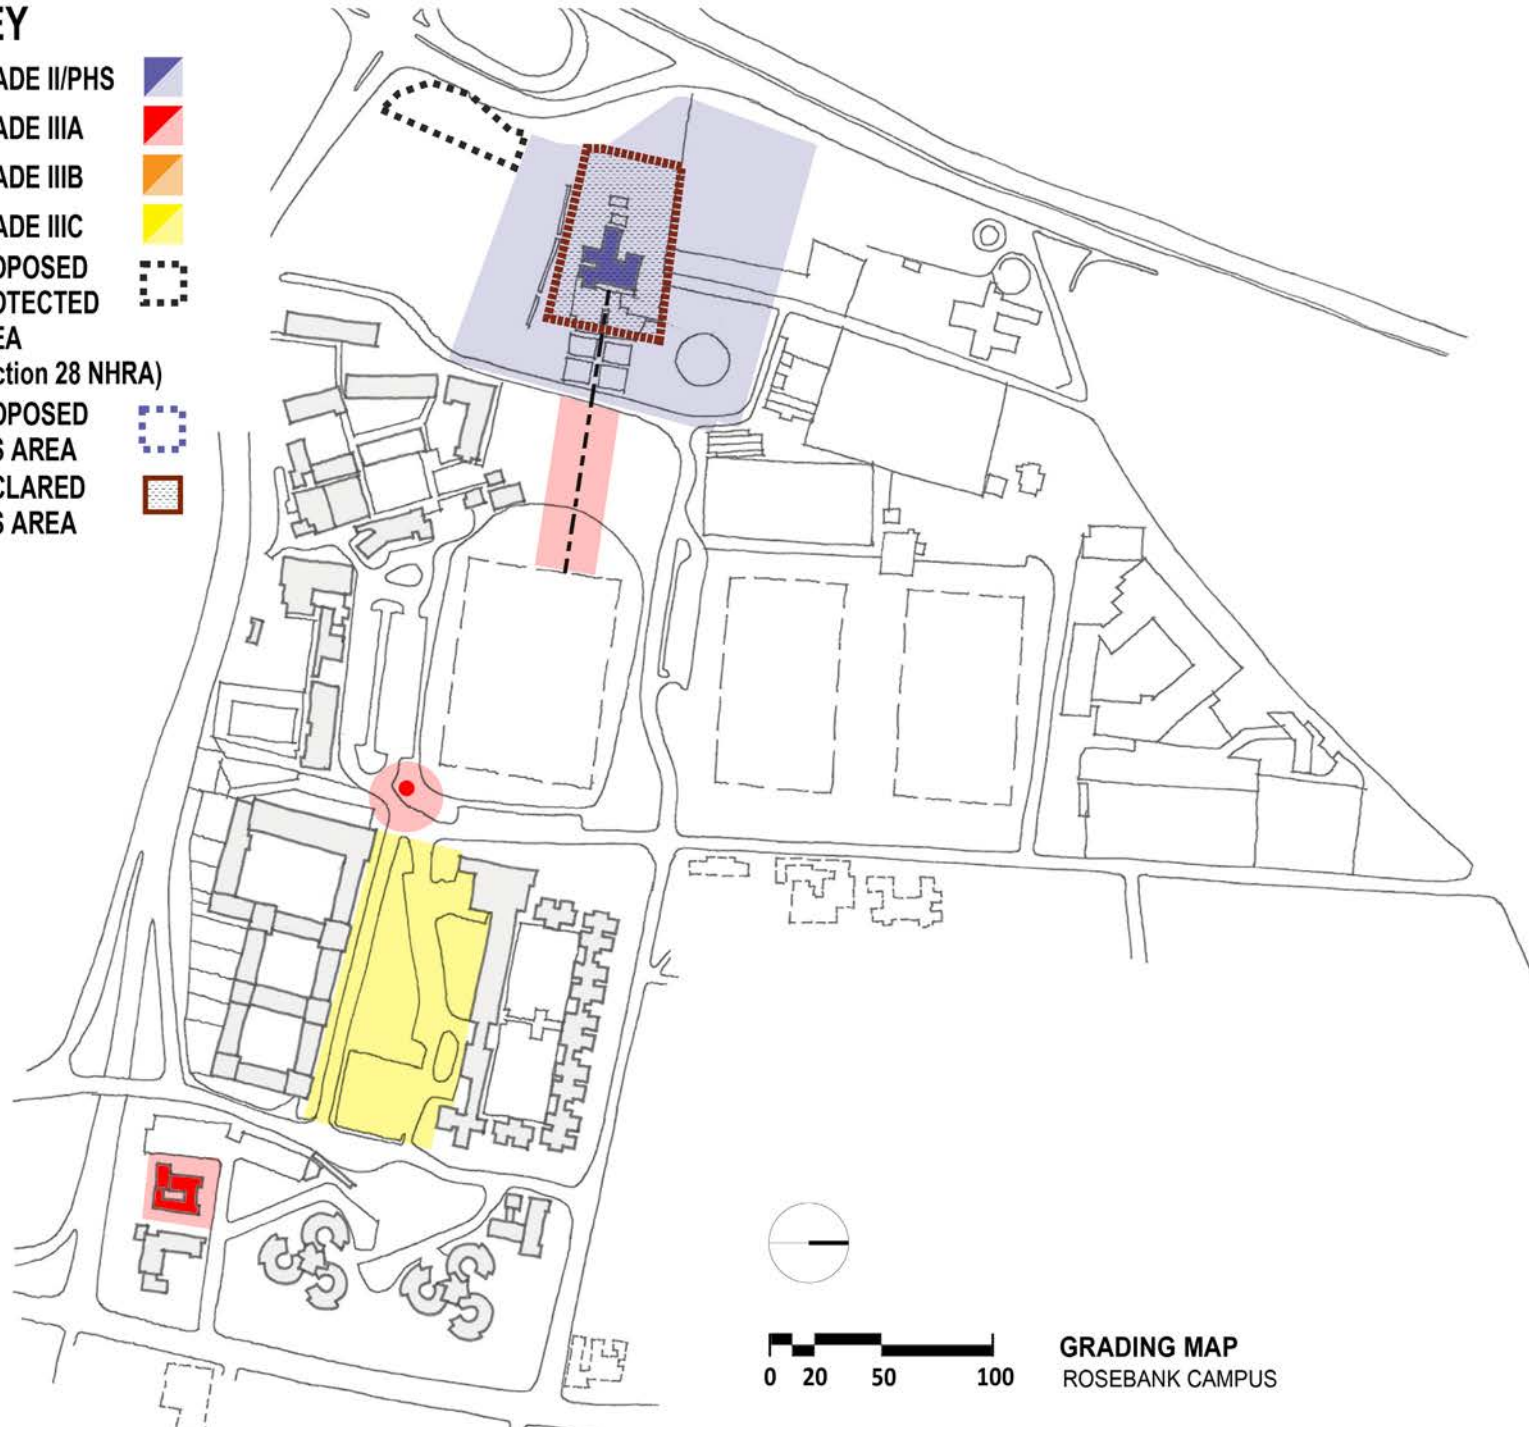 EY
ADE II/PHS
ADE IIIA
ADE IIIB
ADE IIIC
OPOSED
OTECTED
EA
ction 28 NHRA)
OPOSED
S AREA
CLARED
S AREA
0 20 50 100
GRADING MAP
ROSEBANK CAMPUS